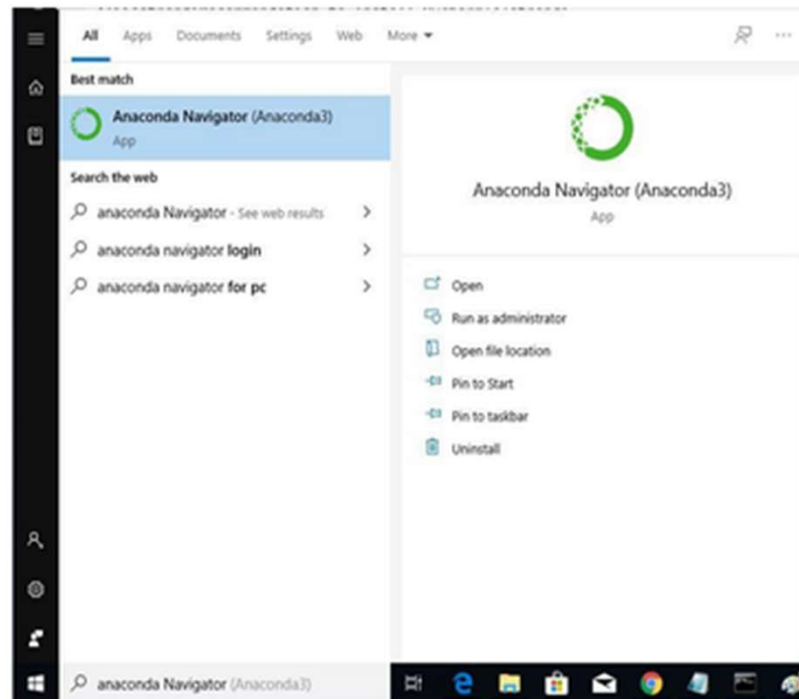 All Apps Documents Settings Web More
Best match
Anaconda Navigator (Anaconda3)
App
Search the web
anaconda Navigator - See web results
anaconda navigator login
anaconda navigator for pc
Anaconda Navigator (Anaconda3)
App
Open
Run as administrator
Open file location
Pin to Start
Pin to taskbar
Uninstall
anaconda Navigator (Anaconda3)